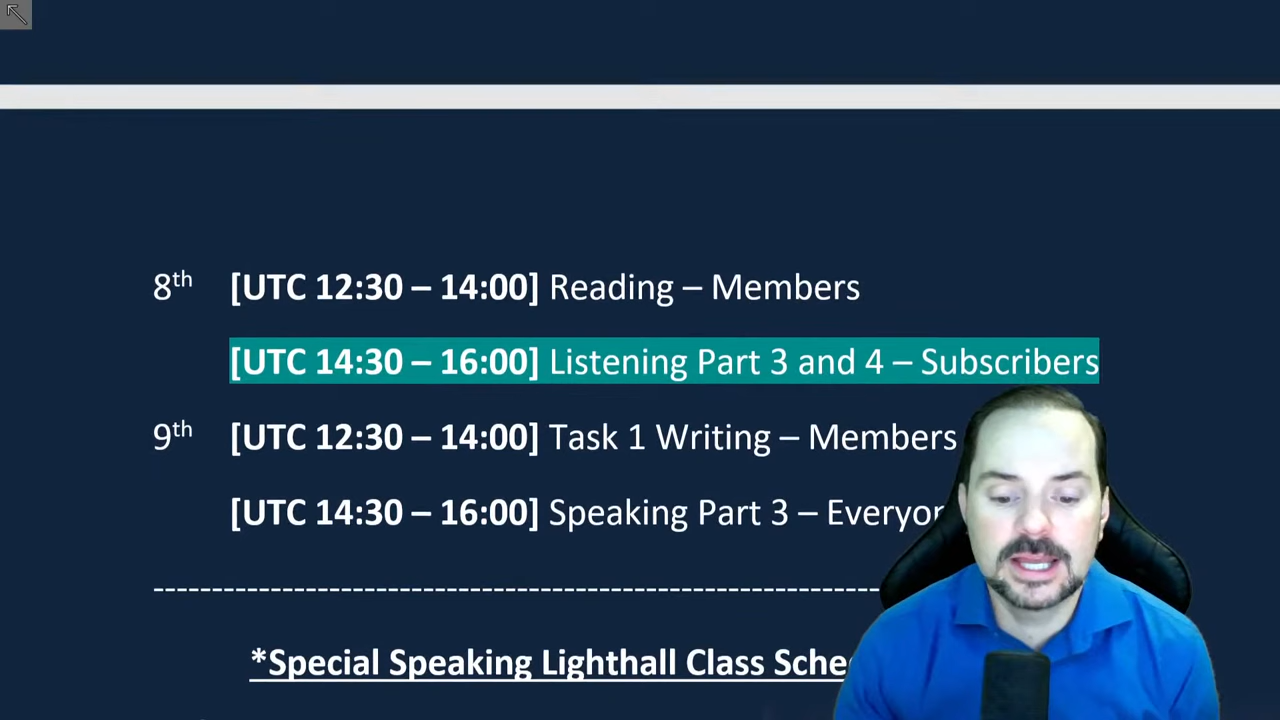 8th [UTC 12:30 – 14:00] Reading – Members
[UTC 14:30 – 16:00] Listening Part 3 and 4 – Subscribers
9th [UTC 12:30 – 14:00] Task 1 Writing – Members
[UTC 14:30 – 16:00] Speaking Part 3 –
*Special Speaking Lighthall Class